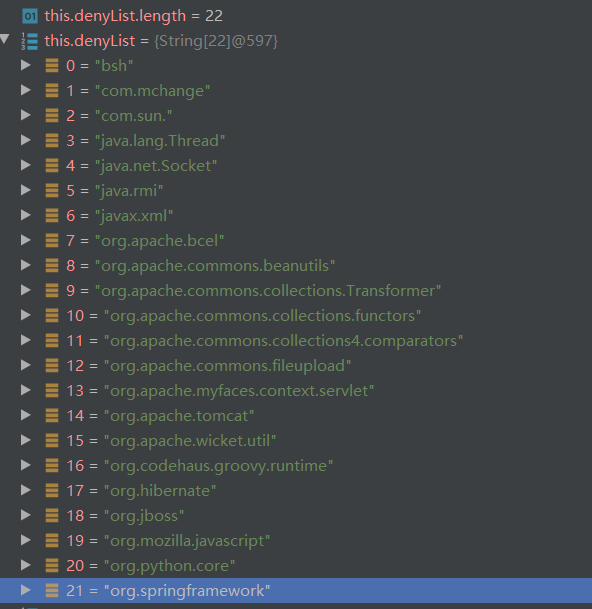 01 this.denyList.length = 22
this.denyList = {String[22]@597}
0 = "bsh"
1 = "com.mchange"
2 = "com.sun."
3 = "java.lang.Thread"
4 = "java.net.Socket"
5 = "java.rmi"
6 = "javax.xml"
7 = "org.apache.bcel"
8 = "org.apache.commons.beanutils"
9 = "org.apache.commons.collections.Transformer"
10 = "org.apache.commons.collections.functors"
11 = "org.apache.commons.collections4.comparators"
12 = "org.apache.commons.fileupload"
13 = "org.apache.myfaces.context.servlet"
14 = "org.apache.tomcat"
15 = "org.apache.wicket.util"
16 = "org.codehaus.groovy.runtime"
17 = "org.hibernate"
18 = "org.jboss"
19 = "org.mozilla.javascript"
20 = "org.python.core"
21 = "org.springframework"